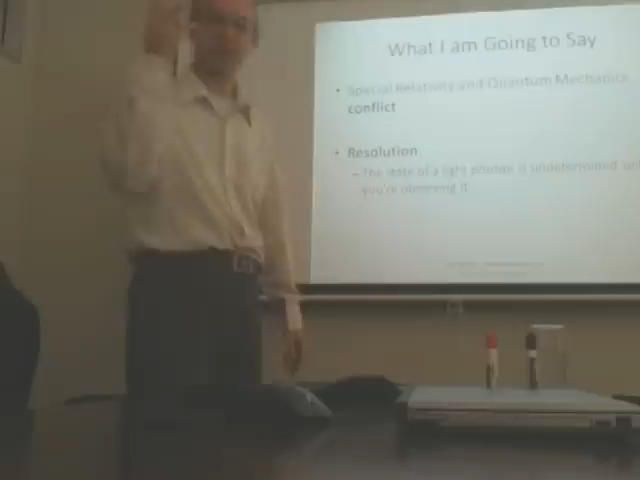 What I am Going to Say
• Special Relativity and Quantum Mechanics
conflict
• Resolution
– The state of a light photon is undetermined
you're observing it